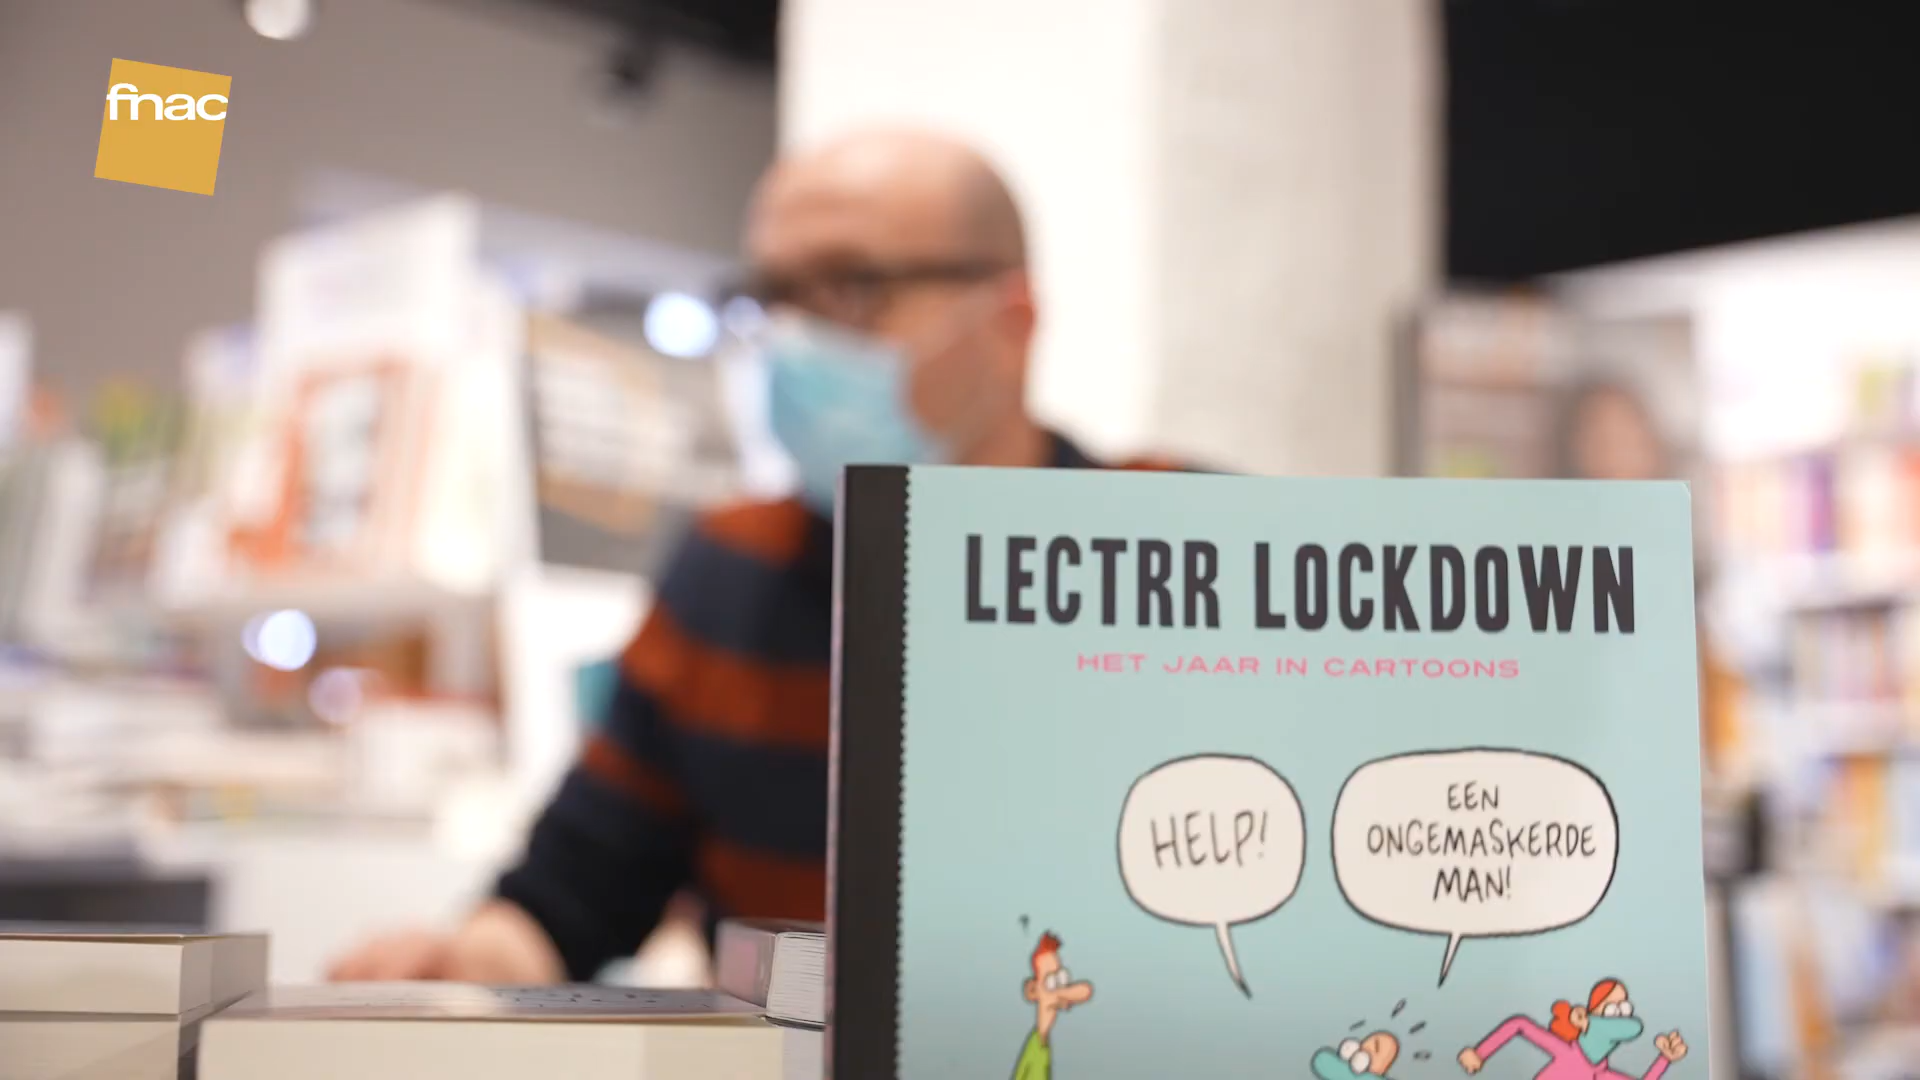 fnac
LECTRR LOCKDOWN
HET JAAR IN CARTOONS
HELP!
EEN
ONGEMASKERDE
MAN!